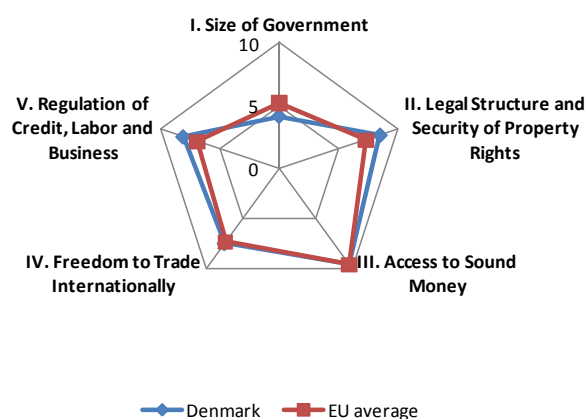 I. Size of Government
10
V. Regulation of
Credit, Labor and
Business
5
II. Legal Structure and
Security of Property
Rights
0
IV. Freedom to Trade
Internationally
III. Access to Sound
Money
Denmark
EU average